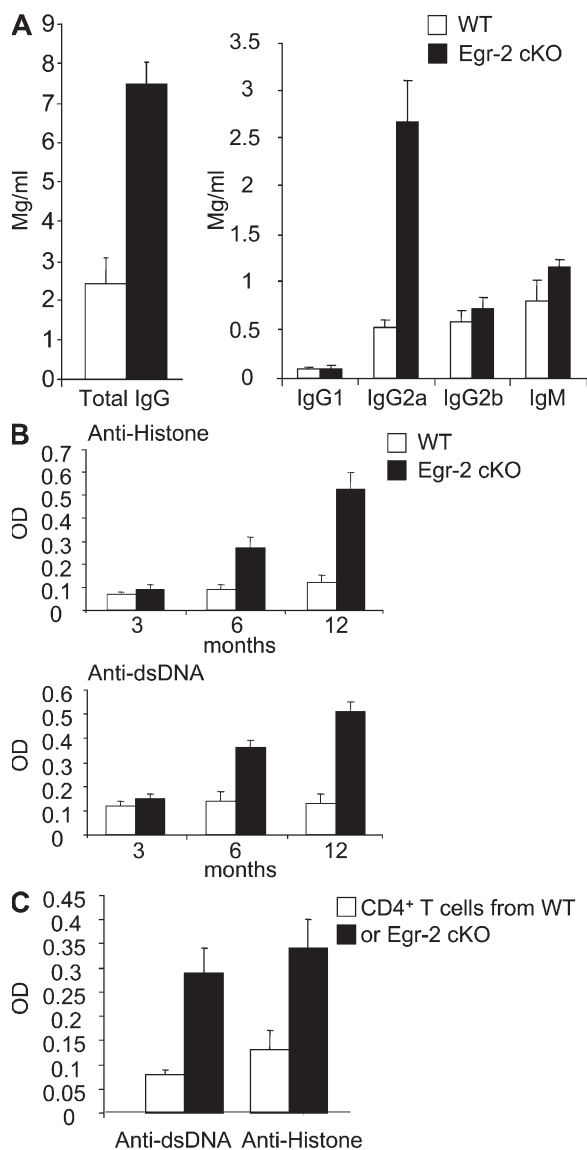 A
WT
Egr-2 cKO
Mg/ml
9
8
7
6
5
4
3
2
1
0
Total IgG
Mg/ml
3.5
3
2.5
2
1.5
1
0.5
0
IgG1 IgG2a IgG2b IgM
B
Anti-Histone
WT
Egr-2 cKO
OD
0.7
0.6
0.5
0.4
0.3
0.2
0.1
0
3 6 12
months
Anti-dsDNA
OD
0.6
0.5
0.4
0.3
0.2
0.1
0
3 6 12
months
C
CD4⁺ T cells from WT
or Egr-2 cKO
OD
0.45
0.4
0.35
0.3
0.25
0.2
0.15
0.1
0.05
0
Anti-dsDNA Anti-Histone